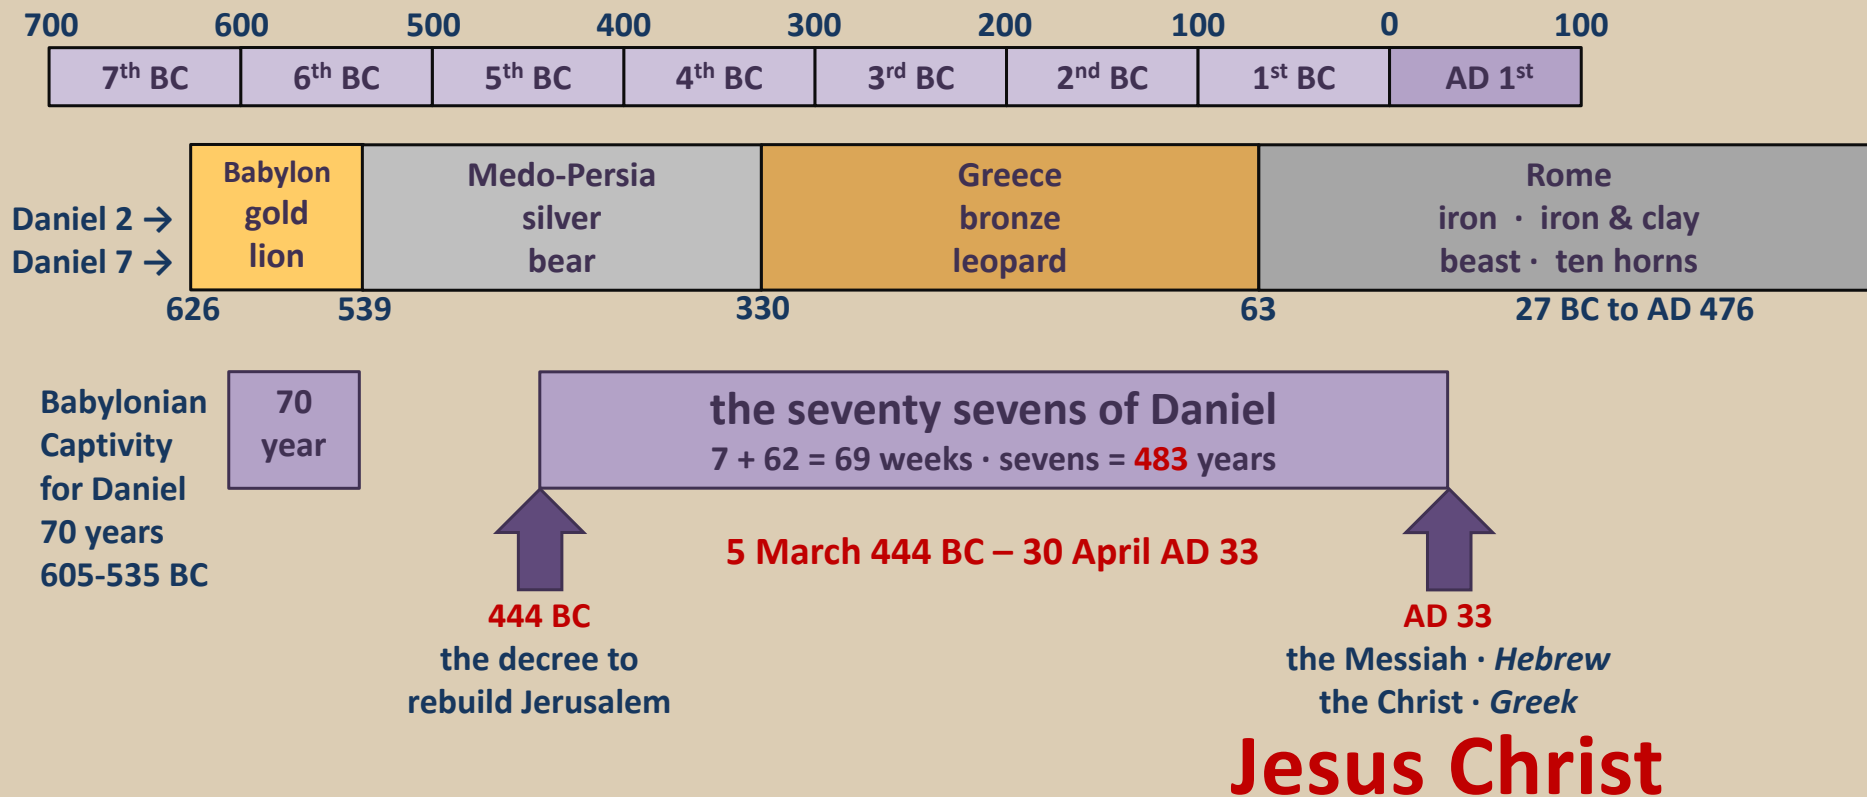 700 600 500 400 300 200 100 0 100
7th BC 6th BC 5th BC 4th BC 3rd BC 2nd BC 1st BC AD 1st
Daniel 2 →
Daniel 7 →
Babylon
gold
lion
Medo-Persia
silver
bear
Greece
bronze
leopard
Rome
iron · iron & clay
beast · ten horns
626 539 330 63 27 BC to AD 476
Babylonian
Captivity
for Daniel
70 years
605-535 BC
70
year
the seventy sevens of Daniel
7 + 62 = 69 weeks · sevens = 483 years
5 March 444 BC – 30 April AD 33
444 BC
the decree to
rebuild Jerusalem
AD 33
the Messiah · Hebrew
the Christ · Greek
Jesus Christ